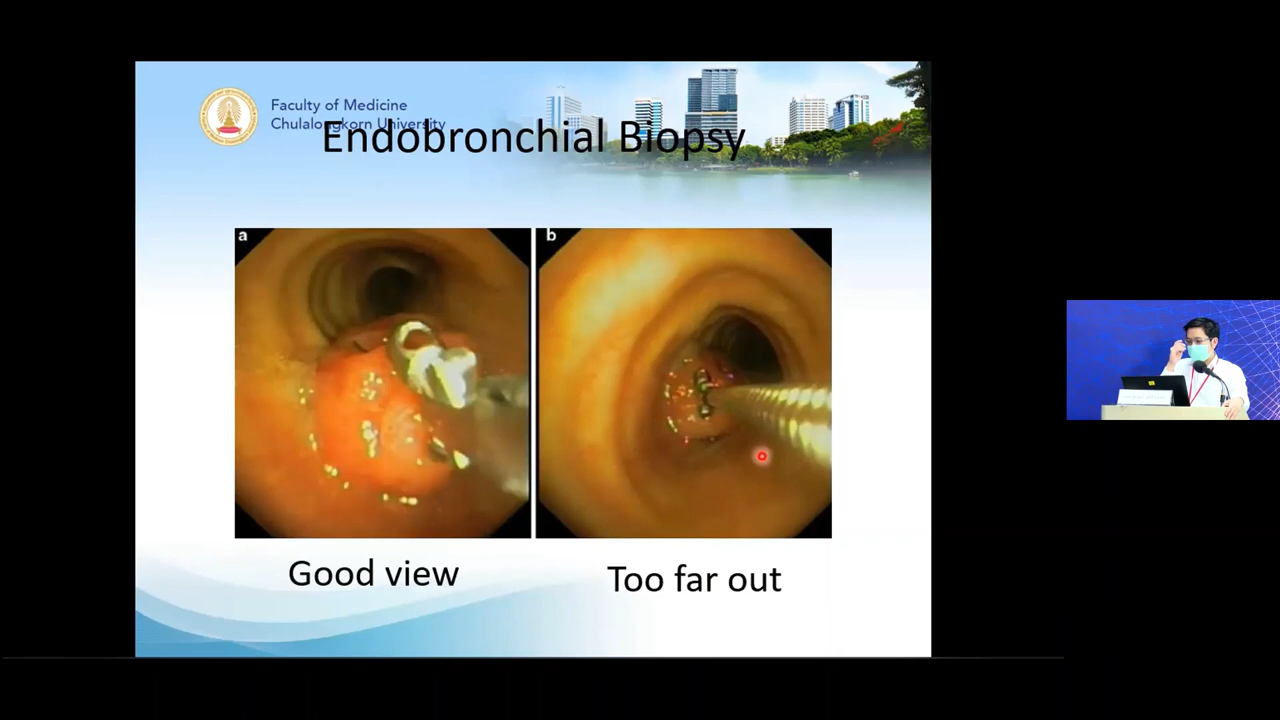 Faculty of Medicine
Chulalongkorn University
Endobronchial Biopsy
a
b
Good view
Too far out